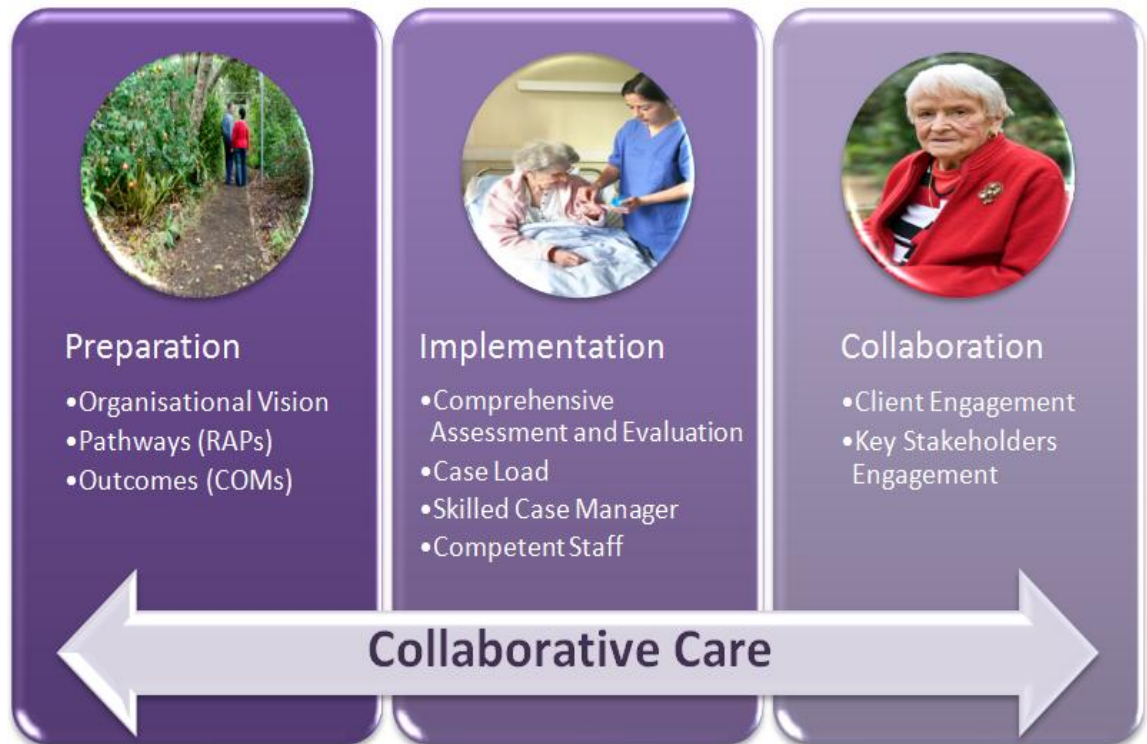 Preparation
•Organisational Vision
•Pathways (RAPs)
•Outcomes (COMs)
Implementation
•Comprehensive
Assessment and Evaluation
•Case Load
•Skilled Case Manager
•Competent Staff
Collaboration
•Client Engagement
•Key Stakeholders
Engagement
Collaborative Care